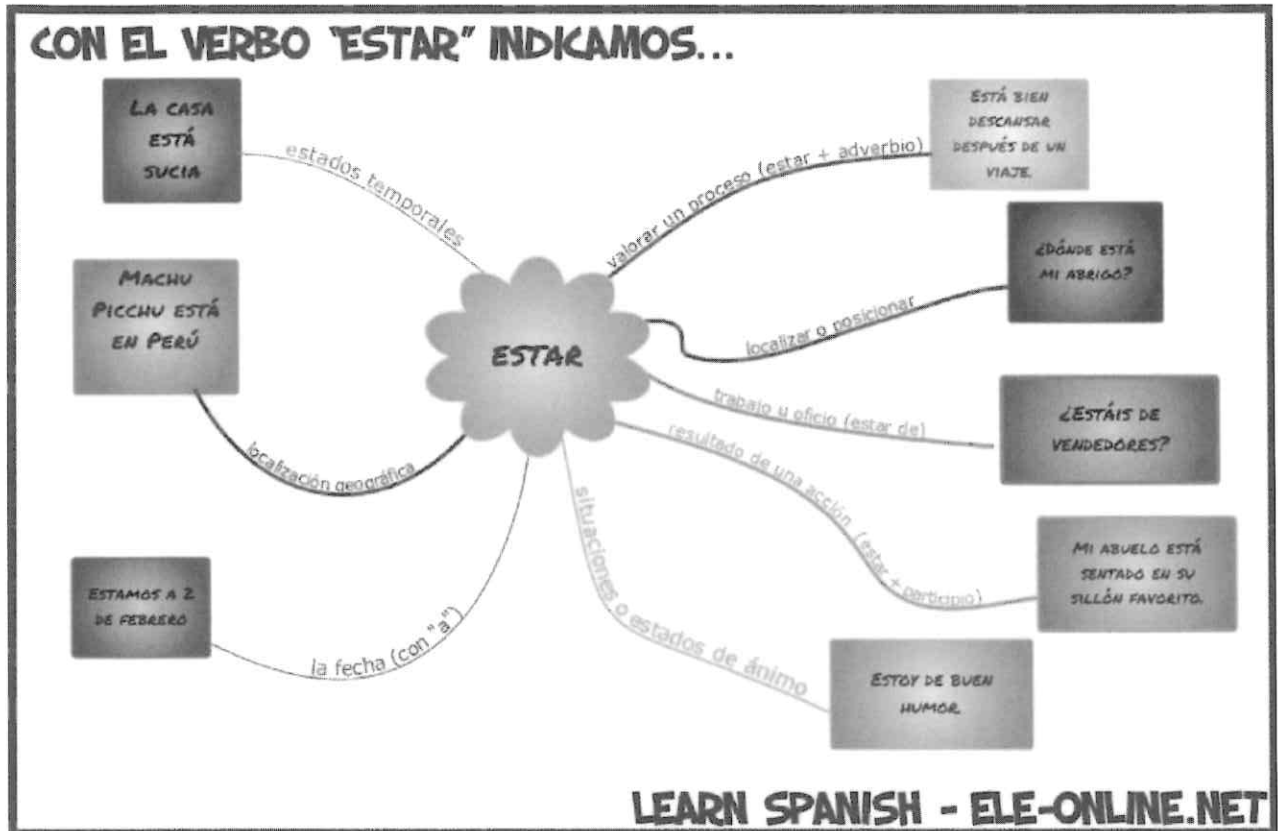 CON EL VERBO "ESTAR" INDICAMOS...
LA CASA
ESTÁ
SUCIA
estados temporales
MACHU
PICCHU ESTÁ
EN PERÚ
localización geográfica
ESTAMOS A 2
DE FEBRERO
la fecha (con "a")
ESTAR
valorar un proceso (estar + adverbio)
ESTÁ BIEN
DESCANSAR
DESPUÉS DE UN
VIAJE.
localizar o posicionar
¿DÓNDE ESTÁ
MI ABRIGO?
trabajo u oficio (estar de)
¿ESTÁIS DE
VENDEDORES?
resultado de una acción (estar + participio)
MI ABUELO ESTÁ
SENTADO EN SU
SILLÓN FAVORITO.
situaciones o estados de ánimo
ESTOY DE BUEN
HUMOR
LEARN SPANISH - ELE-ONLINE.NET